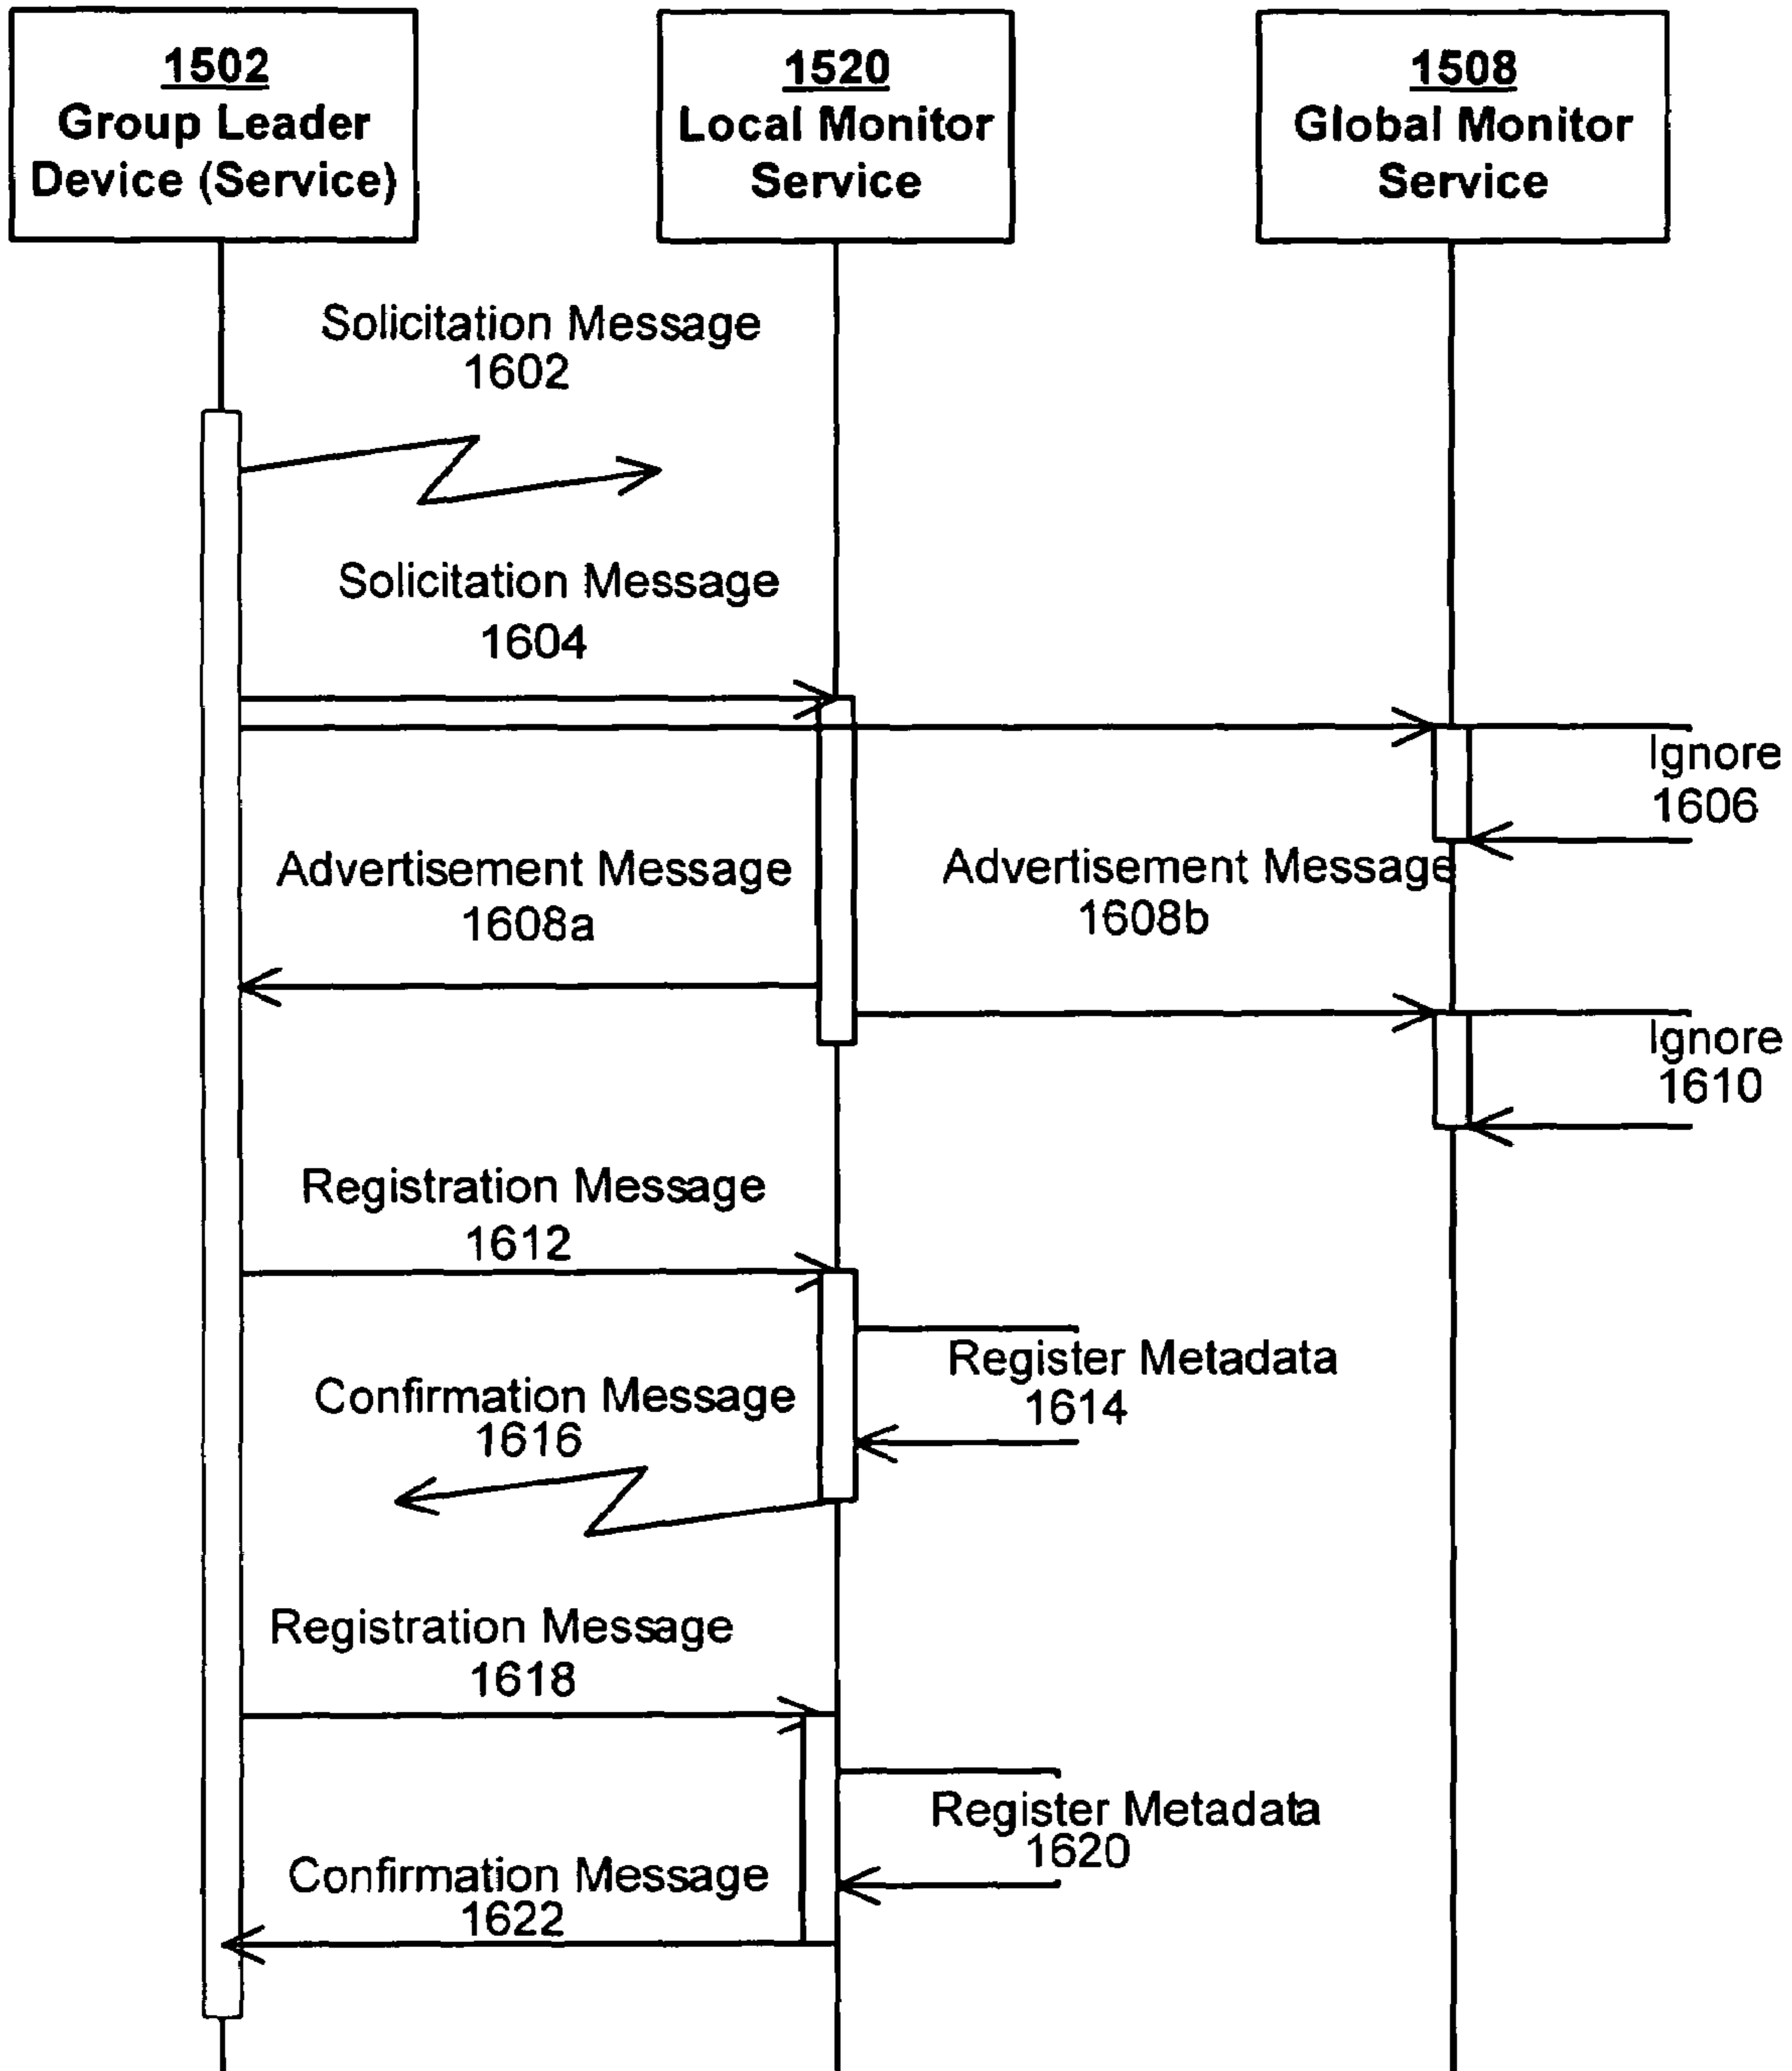 1502
Group Leader
Device (Service)
1520
Local Monitor
Service
1508
Global Monitor
Service
Solicitation Message
1602
Solicitation Message
1604
Ignore
1606
Advertisement Message
1608a
Advertisement Message
1608b
Ignore
1610
Registration Message
1612
Register Metadata
1614
Confirmation Message
1616
Registration Message
1618
Register Metadata
1620
Confirmation Message
1622